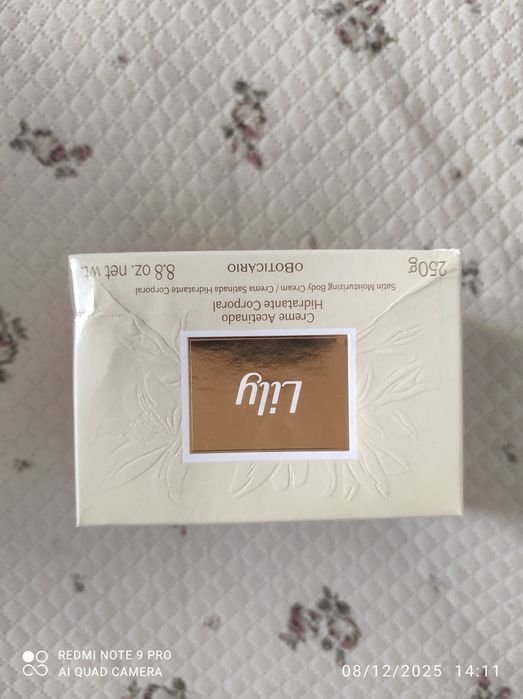 Lily
Creme Acetinado
Hidratante Corporal
Satin Moisturizing Body Cream / Crema Satinada Hidratante Corporal
250g oBOTICÁRIO 8.8 oz. net wt.
REDMI NOTE 9 PRO
AI QUAD CAMERA
08/12/2025 14:11